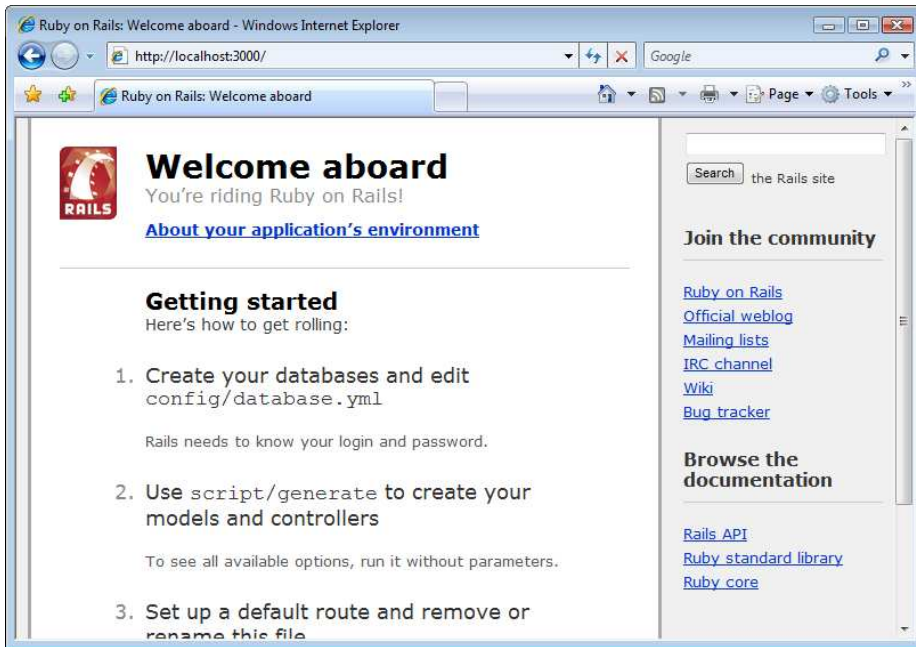 Ruby on Rails: Welcome aboard - Windows Internet Explorer
http://localhost:3000/
Google
Ruby on Rails: Welcome aboard
Page
Tools
»
RAILS
Welcome aboard
You're riding Ruby on Rails!
About your application's environment
Getting started
Here's how to get rolling:
1. Create your databases and edit
config/database.yml
Rails needs to know your login and password.
2. Use script/generate to create your
models and controllers
To see all available options, run it without parameters.
3. Set up a default route and remove or
rename this file
Search the Rails site
Join the community
Ruby on Rails
Official weblog
Mailing lists
IRC channel
Wiki
Bug tracker
Browse the
documentation
Rails API
Ruby standard library
Ruby core